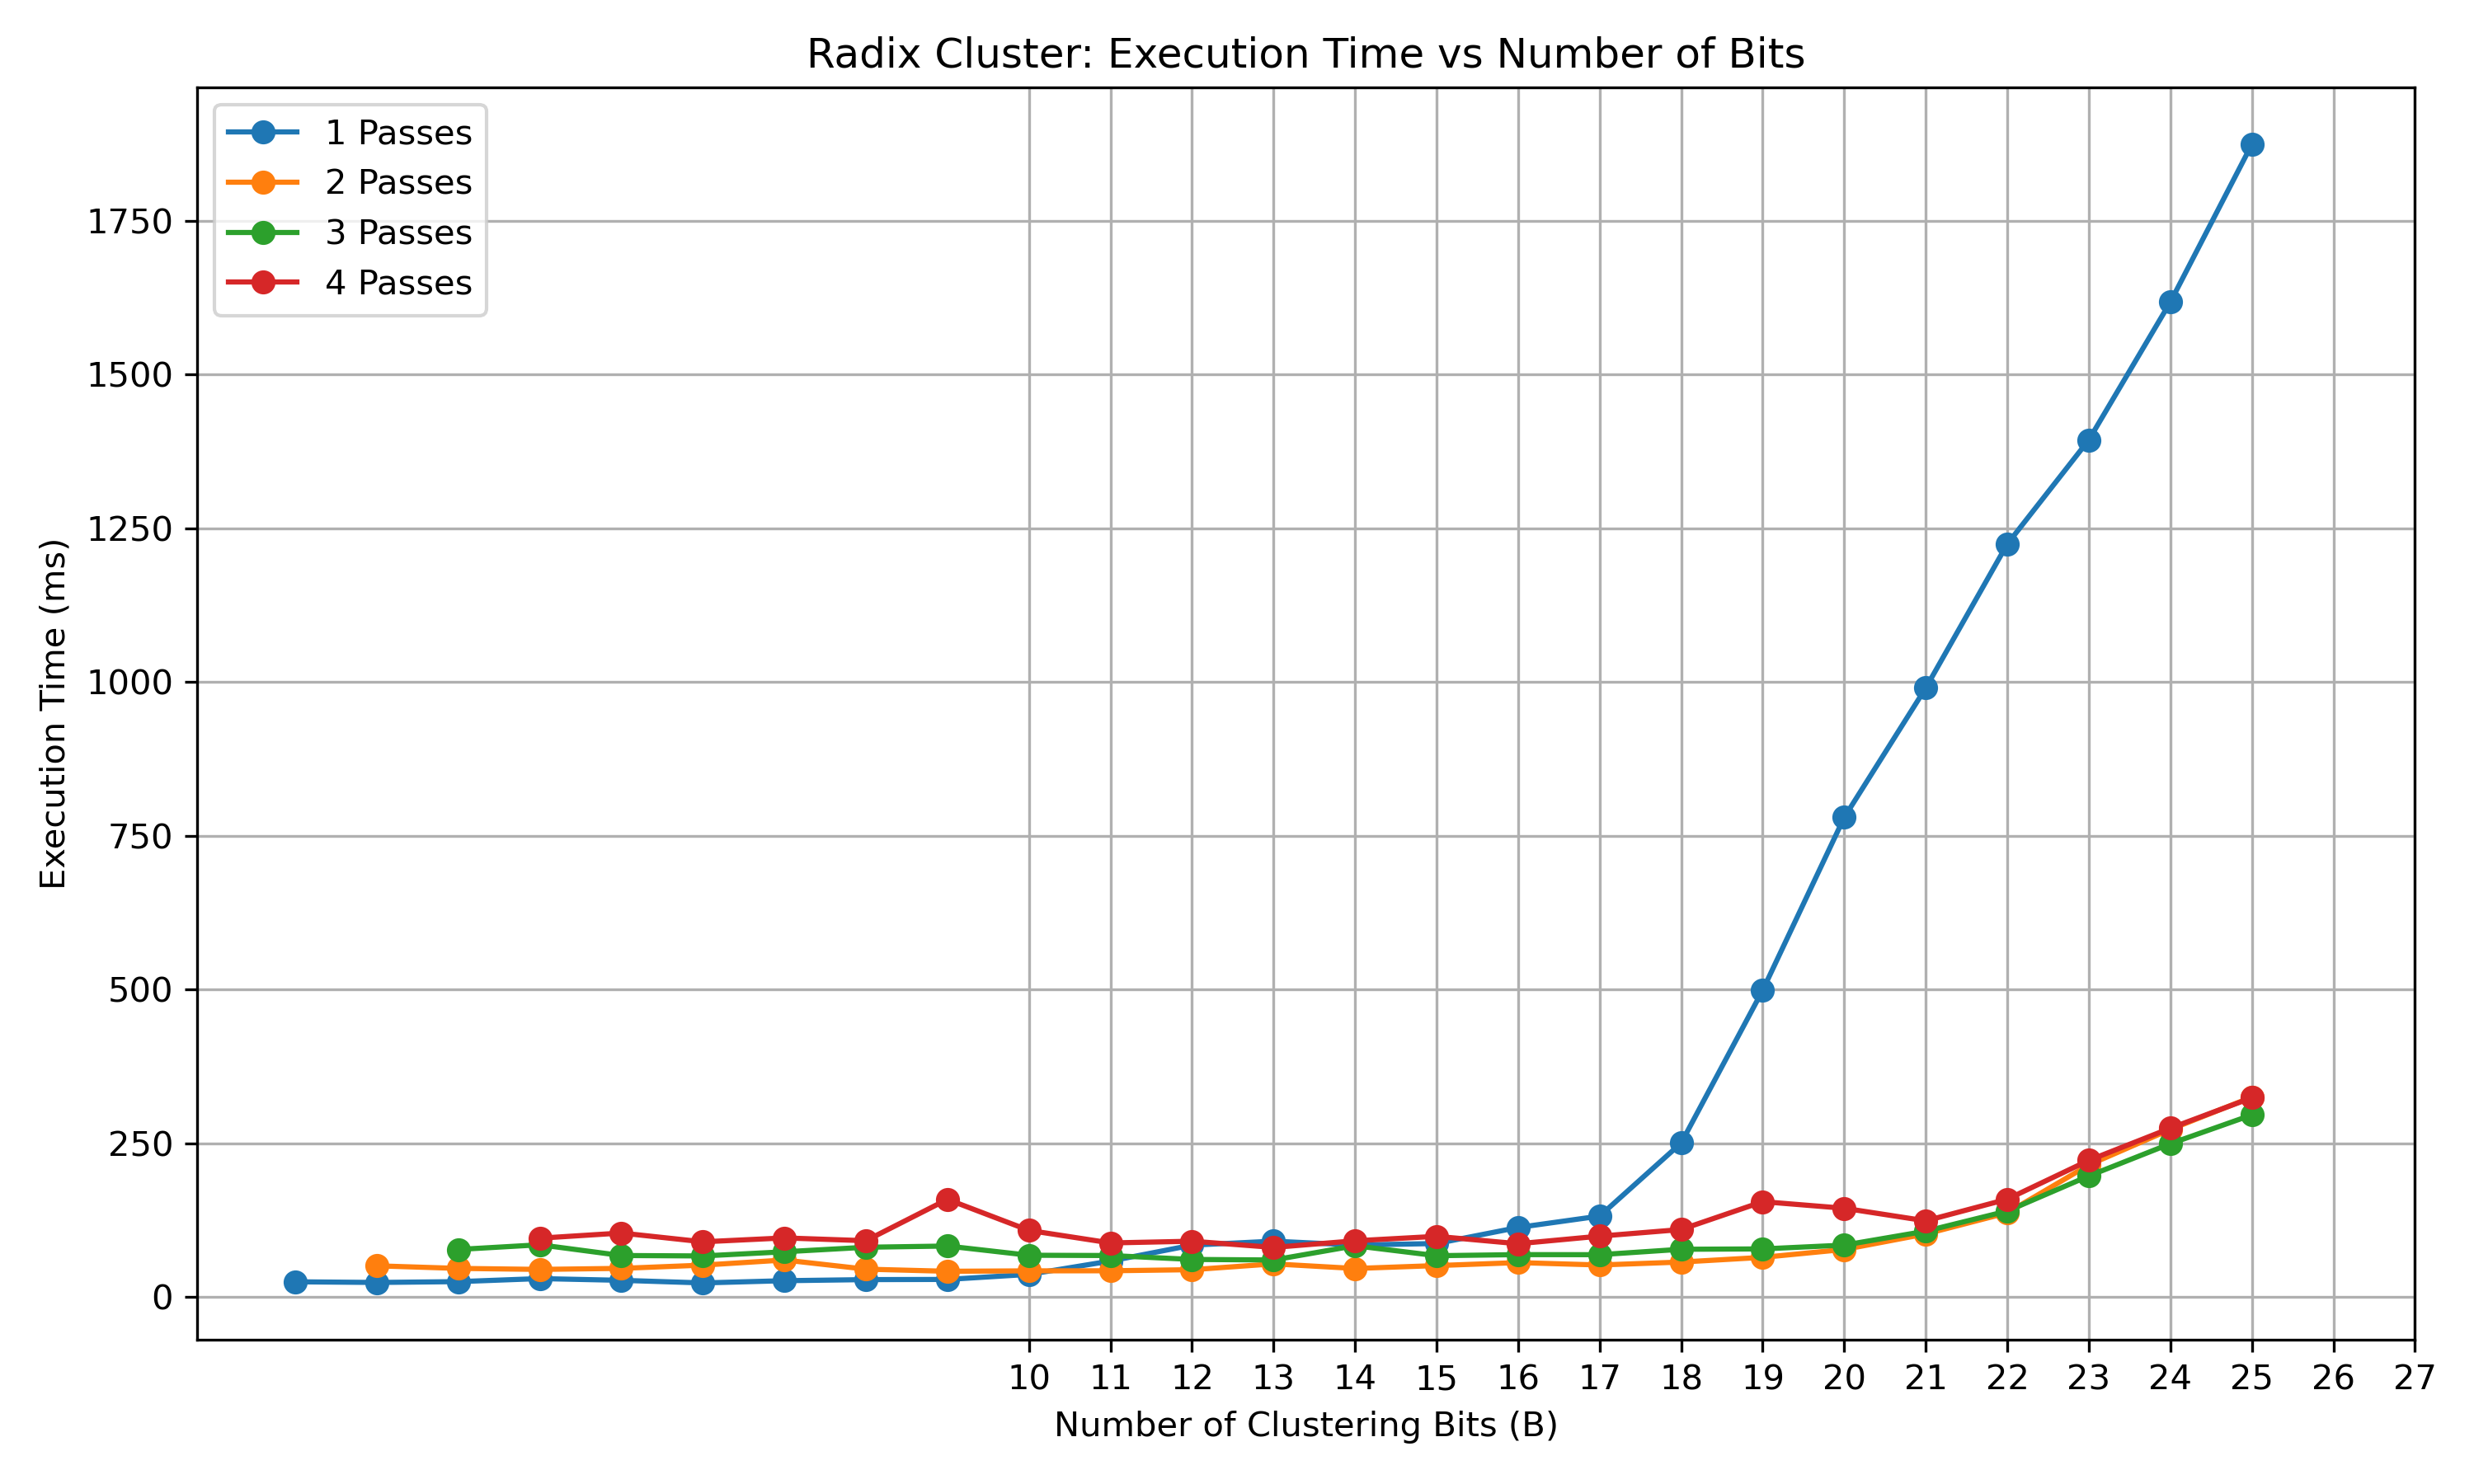 Radix Cluster: Execution Time vs Number of Bits
1 Passes
2 Passes
3 Passes
4 Passes
1750
1500
1250
1000
750
500
250
0
Execution Time (ms)
10 11 12 13 14 15 16 17 18 19 20 21 22 23 24 25 26 27
Number of Clustering Bits (B)